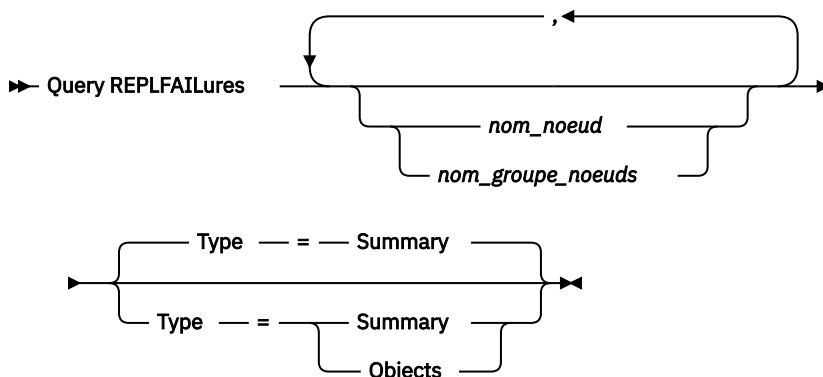 ,
Query REPLFAILures
nom_noeud
nom_groupe_noeuds
Type = Summary
Type = Summary
Objects